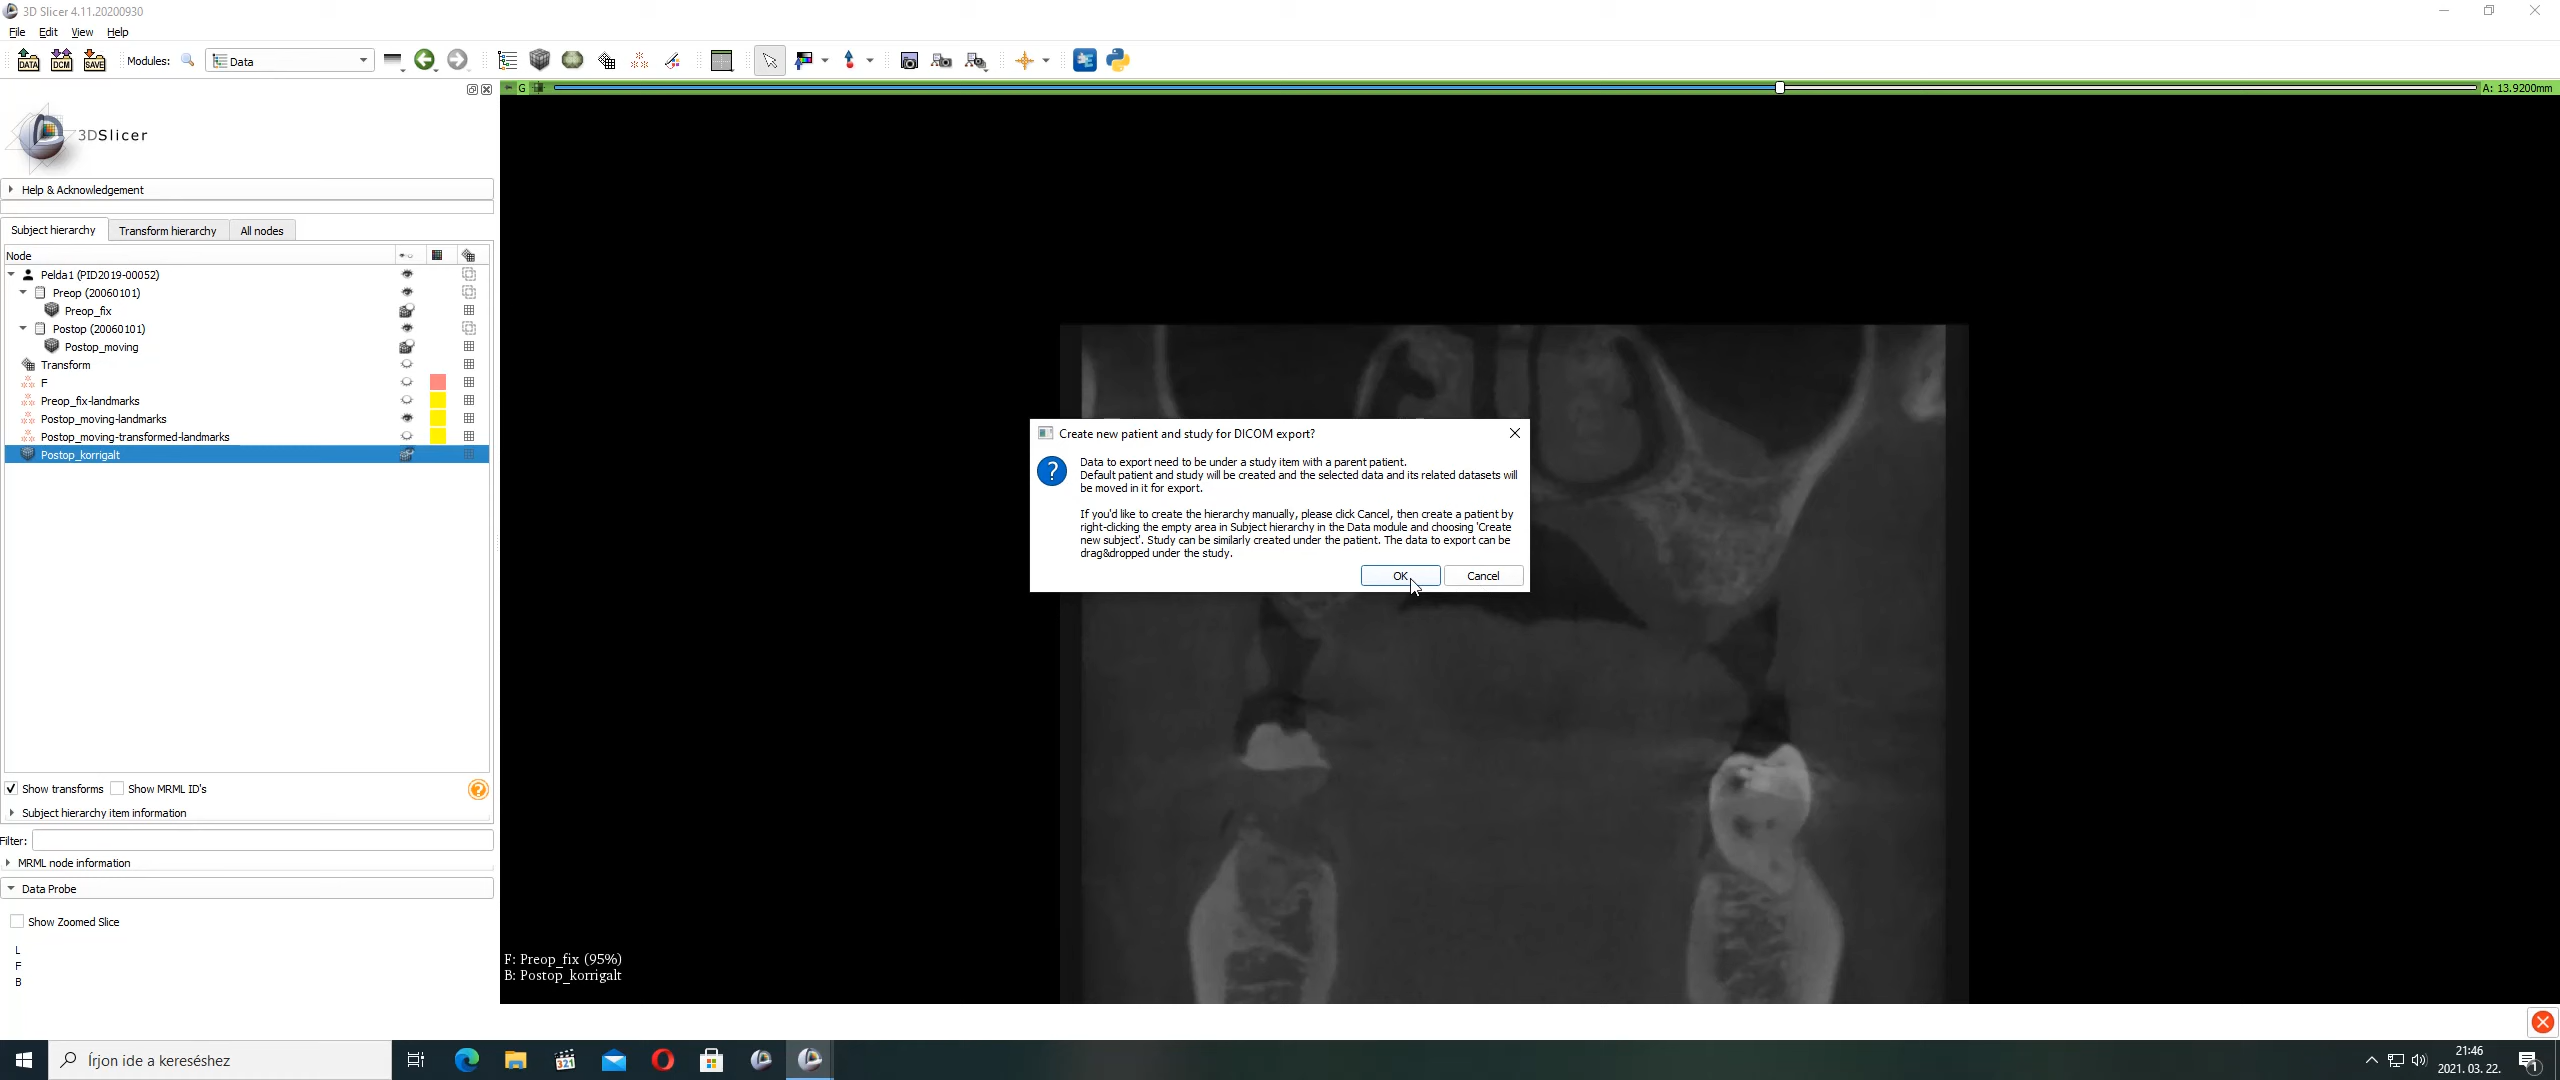 3D Slicer 4.11.20200930
File Edit View Help
DATA DCM SAVE Modules: Data
G A: 13.9200mm
3DSlicer
Help & Acknowledgement
Subject hierarchy Transform hierarchy All nodes
Node
Pelda1 (PID2019-00052)
Preop (20060101)
Preop_fix
Postop (20060101)
Postop_moving
Transform
F
Preop_fix-landmarks
Postop_moving-landmarks
Postop_moving-transformed-landmarks
Postop_korrigalt
Create new patient and study for DICOM export?
Data to export need to be under a study item with a parent patient.
Default patient and study will be created and the selected data and its related datasets will
be moved in it for export.
If you'd like to create the hierarchy manually, please click Cancel, then create a patient by
right-clicking the empty area in Subject hierarchy in the Data module and choosing 'Create
new subject'. Study can be similarly created under the patient. The data to export can be
drag&dropped under the study.
OK Cancel
Show transforms Show MRML ID's
Subject hierarchy item information
Filter:
MRML node information
Data Probe
Show Zoomed Slice
L
F
B
F: Preop_fix (95%)
B: Postop_korrigalt
Írjon ide a kereséshez
321
21:46
2021. 03. 22.
1